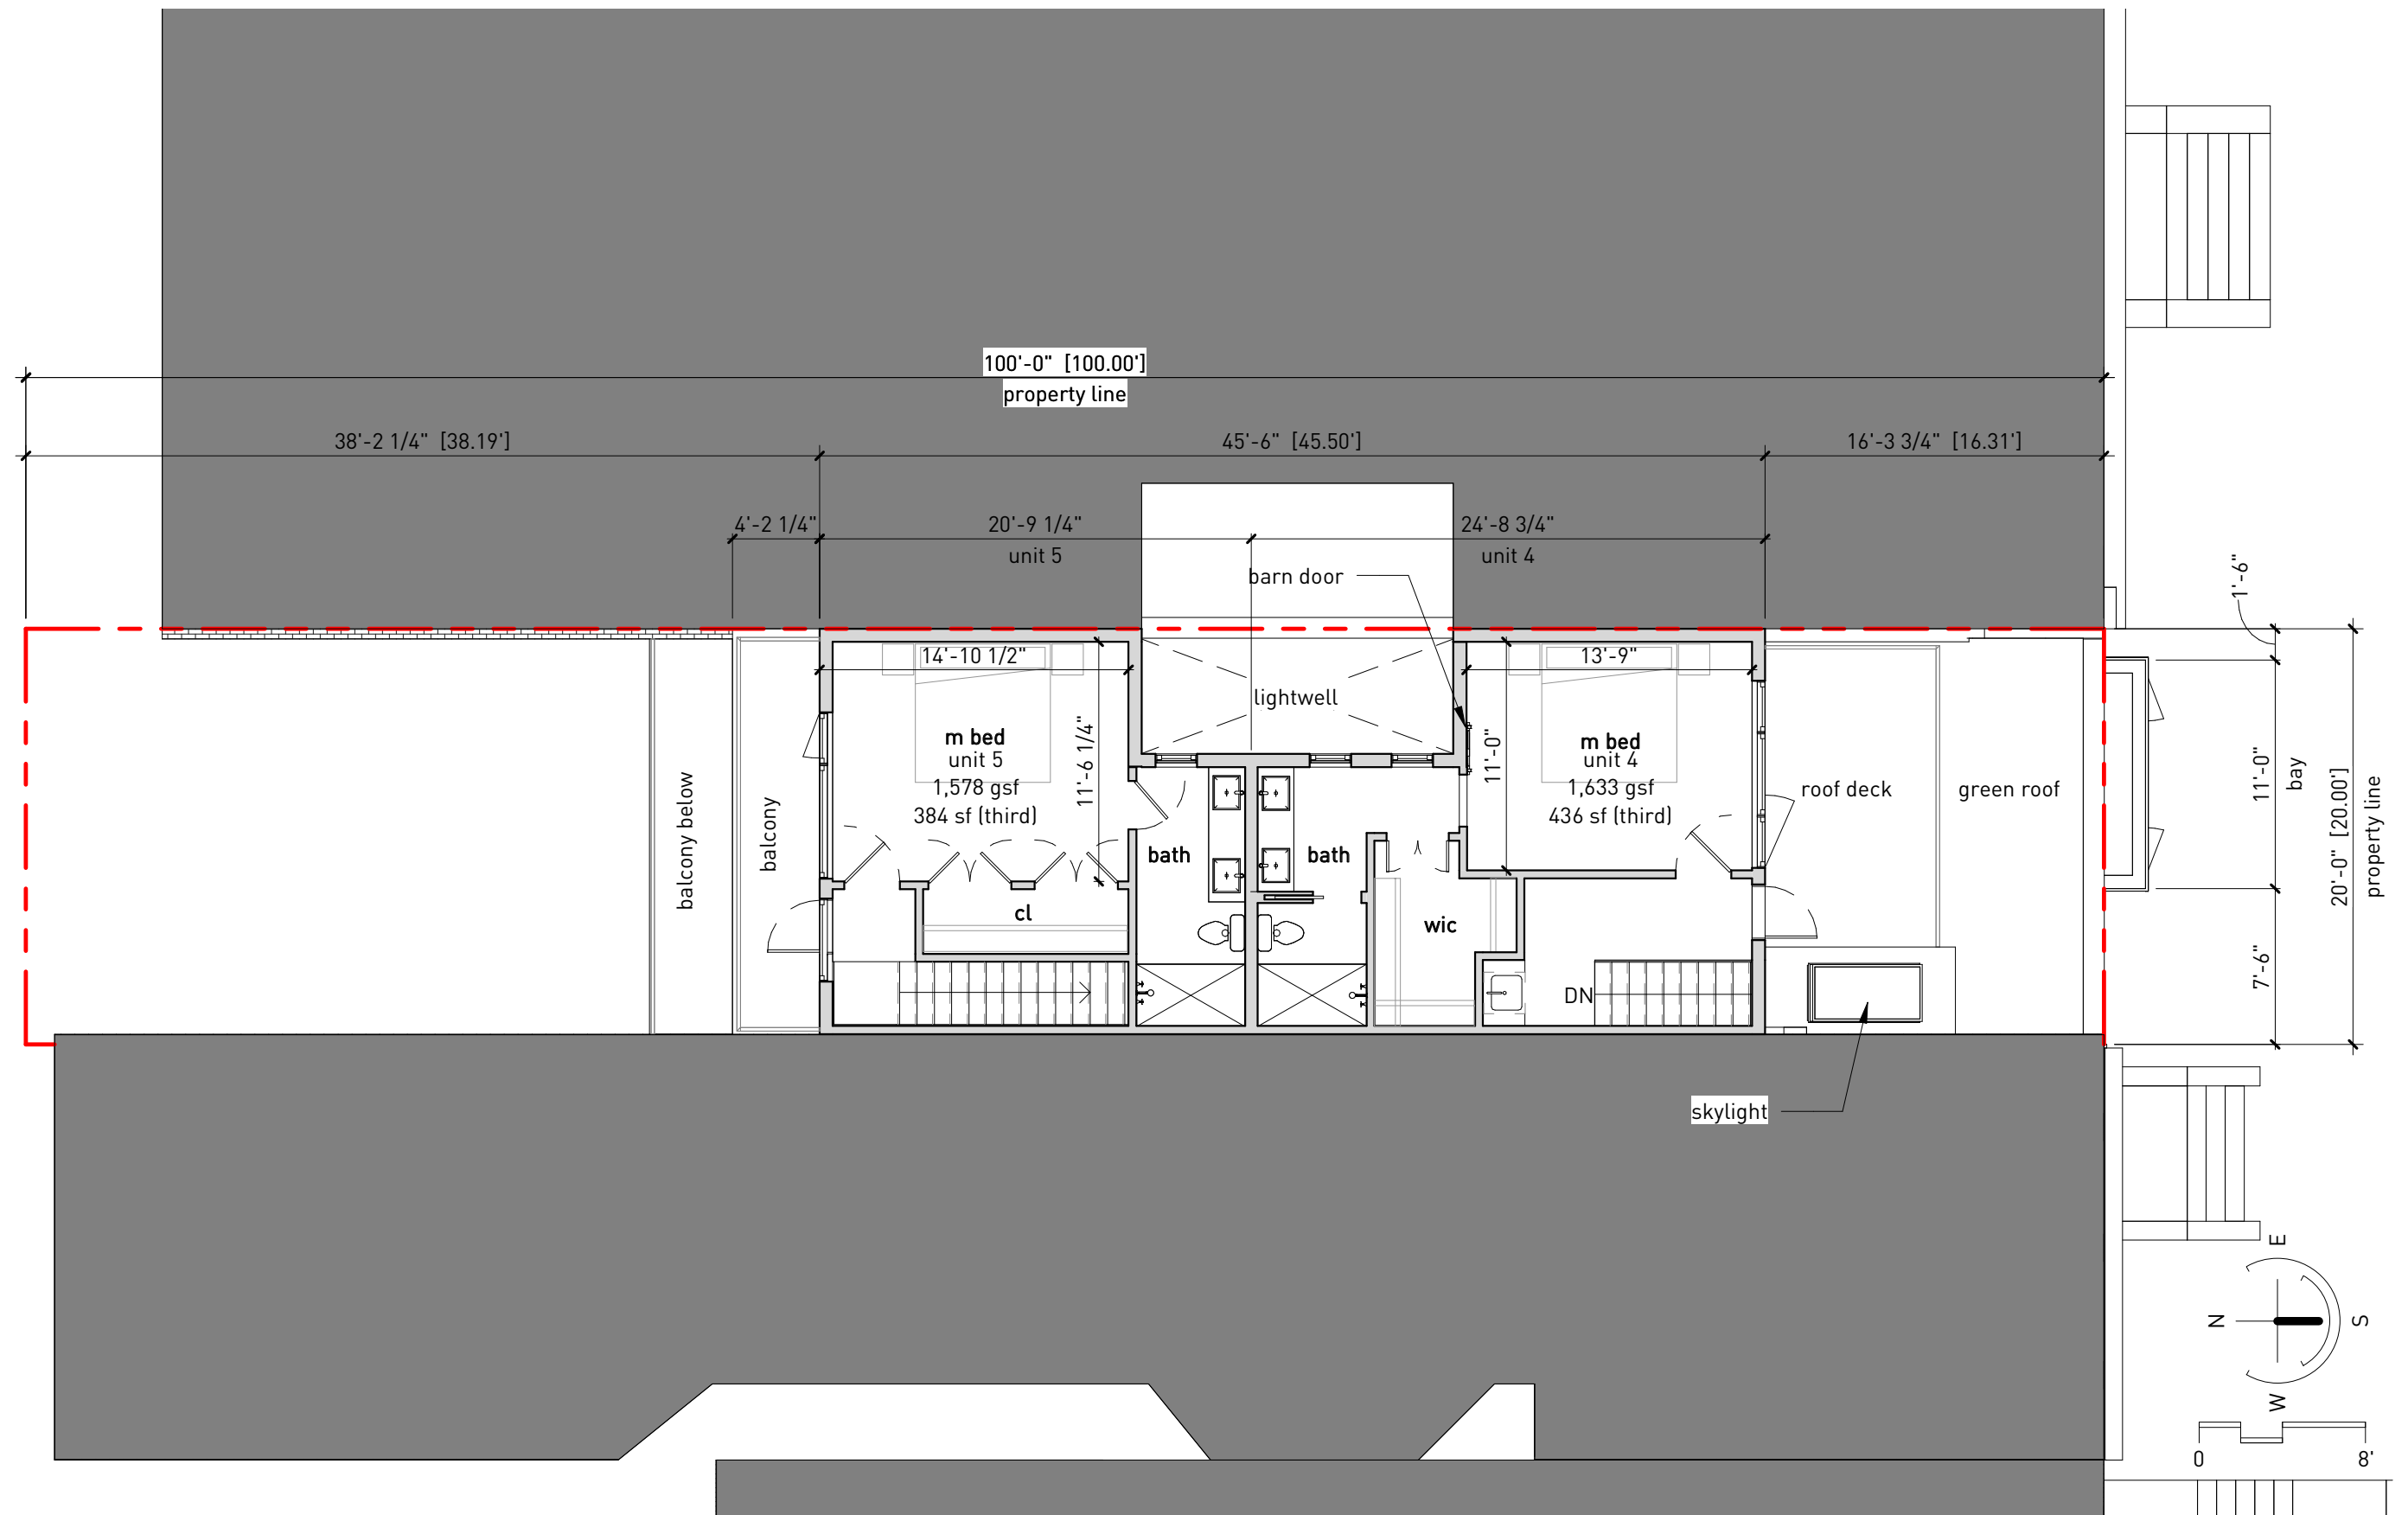 100'-0" [100.00']
property line
38'-2 1/4" [38.19']
45'-6" [45.50']
16'-3 3/4" [16.31']
4'-2 1/4"
20'-9 1/4"
unit 5
24'-8 3/4"
unit 4
barn door
1'-6"
14'-10 1/2"
13'-9"
lightwell
m bed
unit 5
1,578 gsf
384 sf (third)
11'-6 1/4"
11'-0"
m bed
unit 4
1,633 gsf
436 sf (third)
balcony below
balcony
roof deck
green roof
11'-0"
bay
20'-0" [20.00']
property line
bath
bath
cl
wic
DN
7'-6"
skylight
E
N
S
W
0
8'